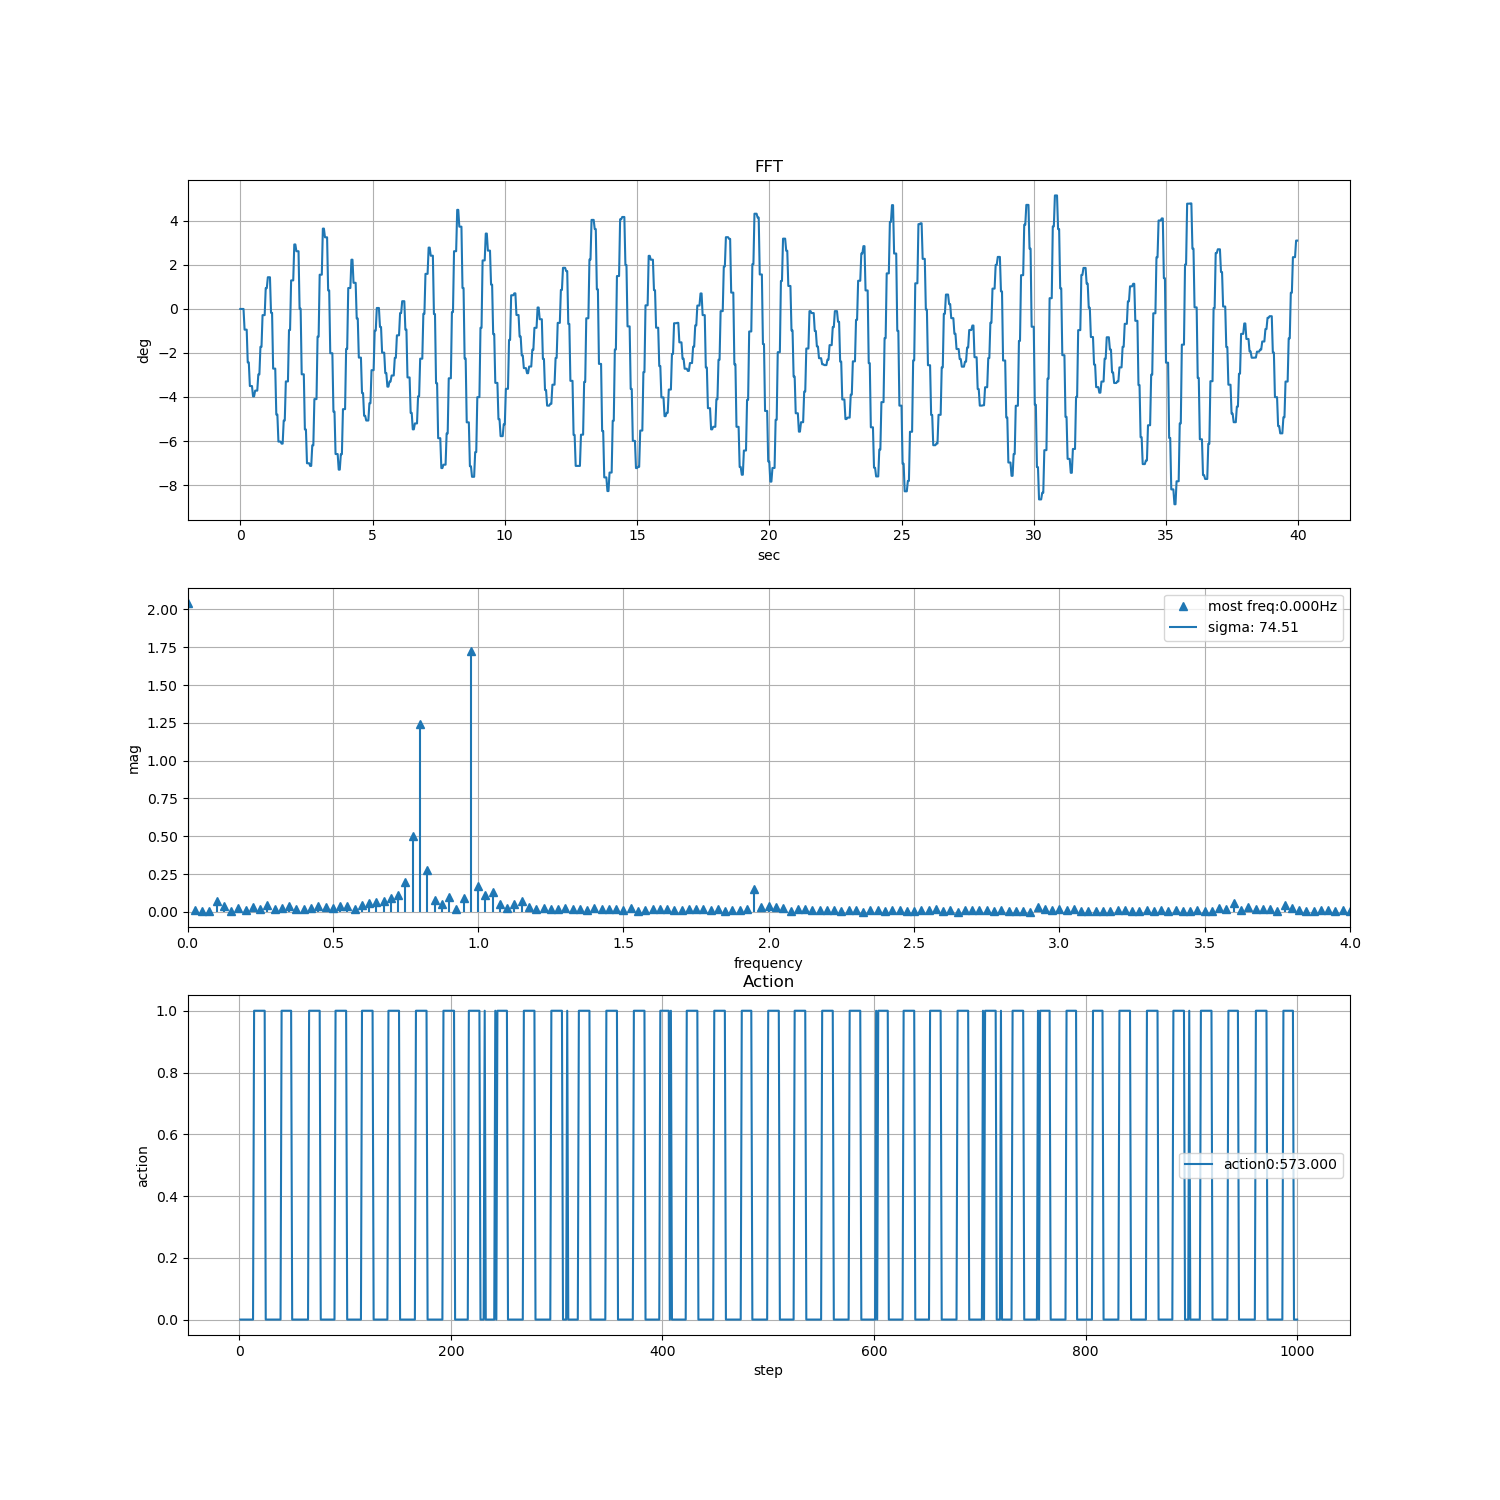 FFT
4
2
0
−2
−4
−6
−8
deg
0 5 10 15 20 25 30 35 40
sec
most freq:0.000Hz
sigma: 74.51
2.00
1.75
1.50
1.25
1.00
0.75
0.50
0.25
0.00
mag
0.0 0.5 1.0 1.5 2.0 2.5 3.0 3.5 4.0
frequency
Action
1.0
0.8
0.6
0.4
0.2
0.0
action
action0:573.000
0 200 400 600 800 1000
step